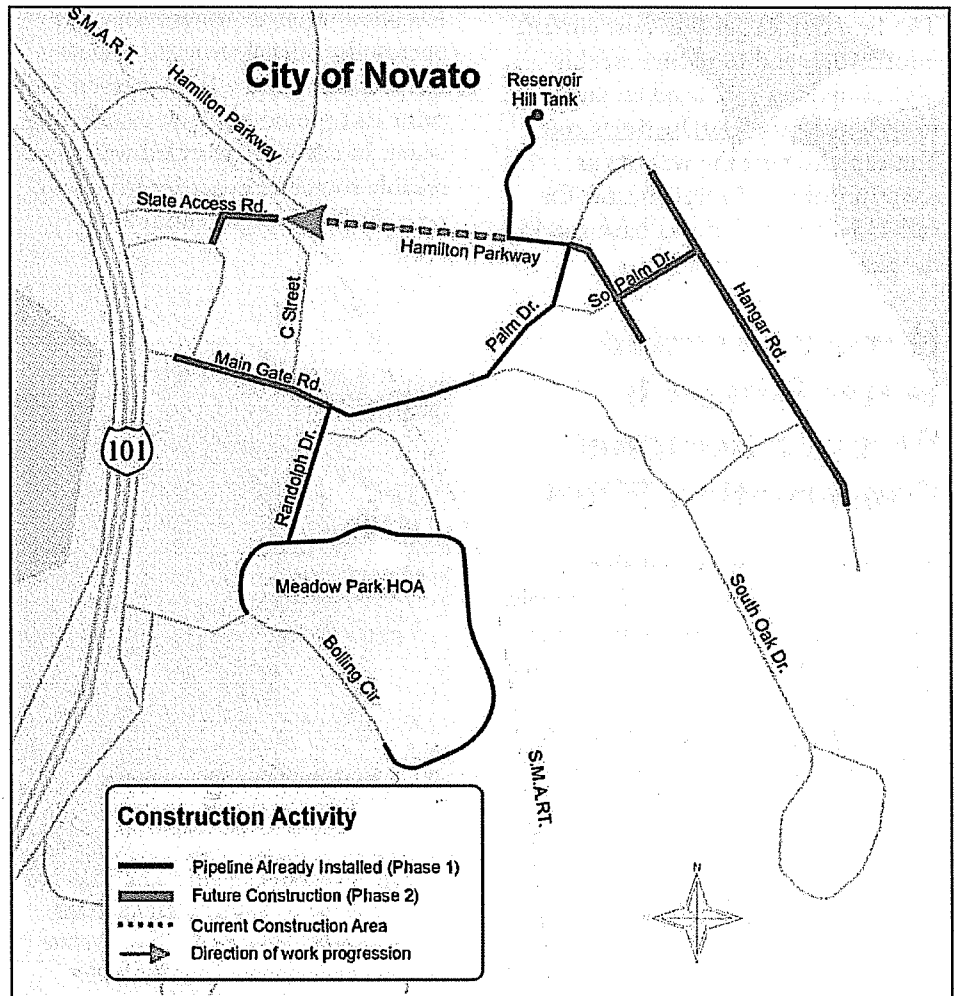 S.M.A.R.T.
City of Novato
Reservoir
Hill Tank
Hamilton Parkway
State Access Rd.
Hamilton Parkway
C Street
Palm Dr.
So. Palm Dr.
Hangar Rd.
Main Gate Rd.
101
Randolph Dr.
Meadow Park HOA
Bolling Cir
South Oak Dr.
S.M.A.RT.
Construction Activity
Pipeline Already Installed (Phase 1)
Future Construction (Phase 2)
Current Construction Area
Direction of work progression
N